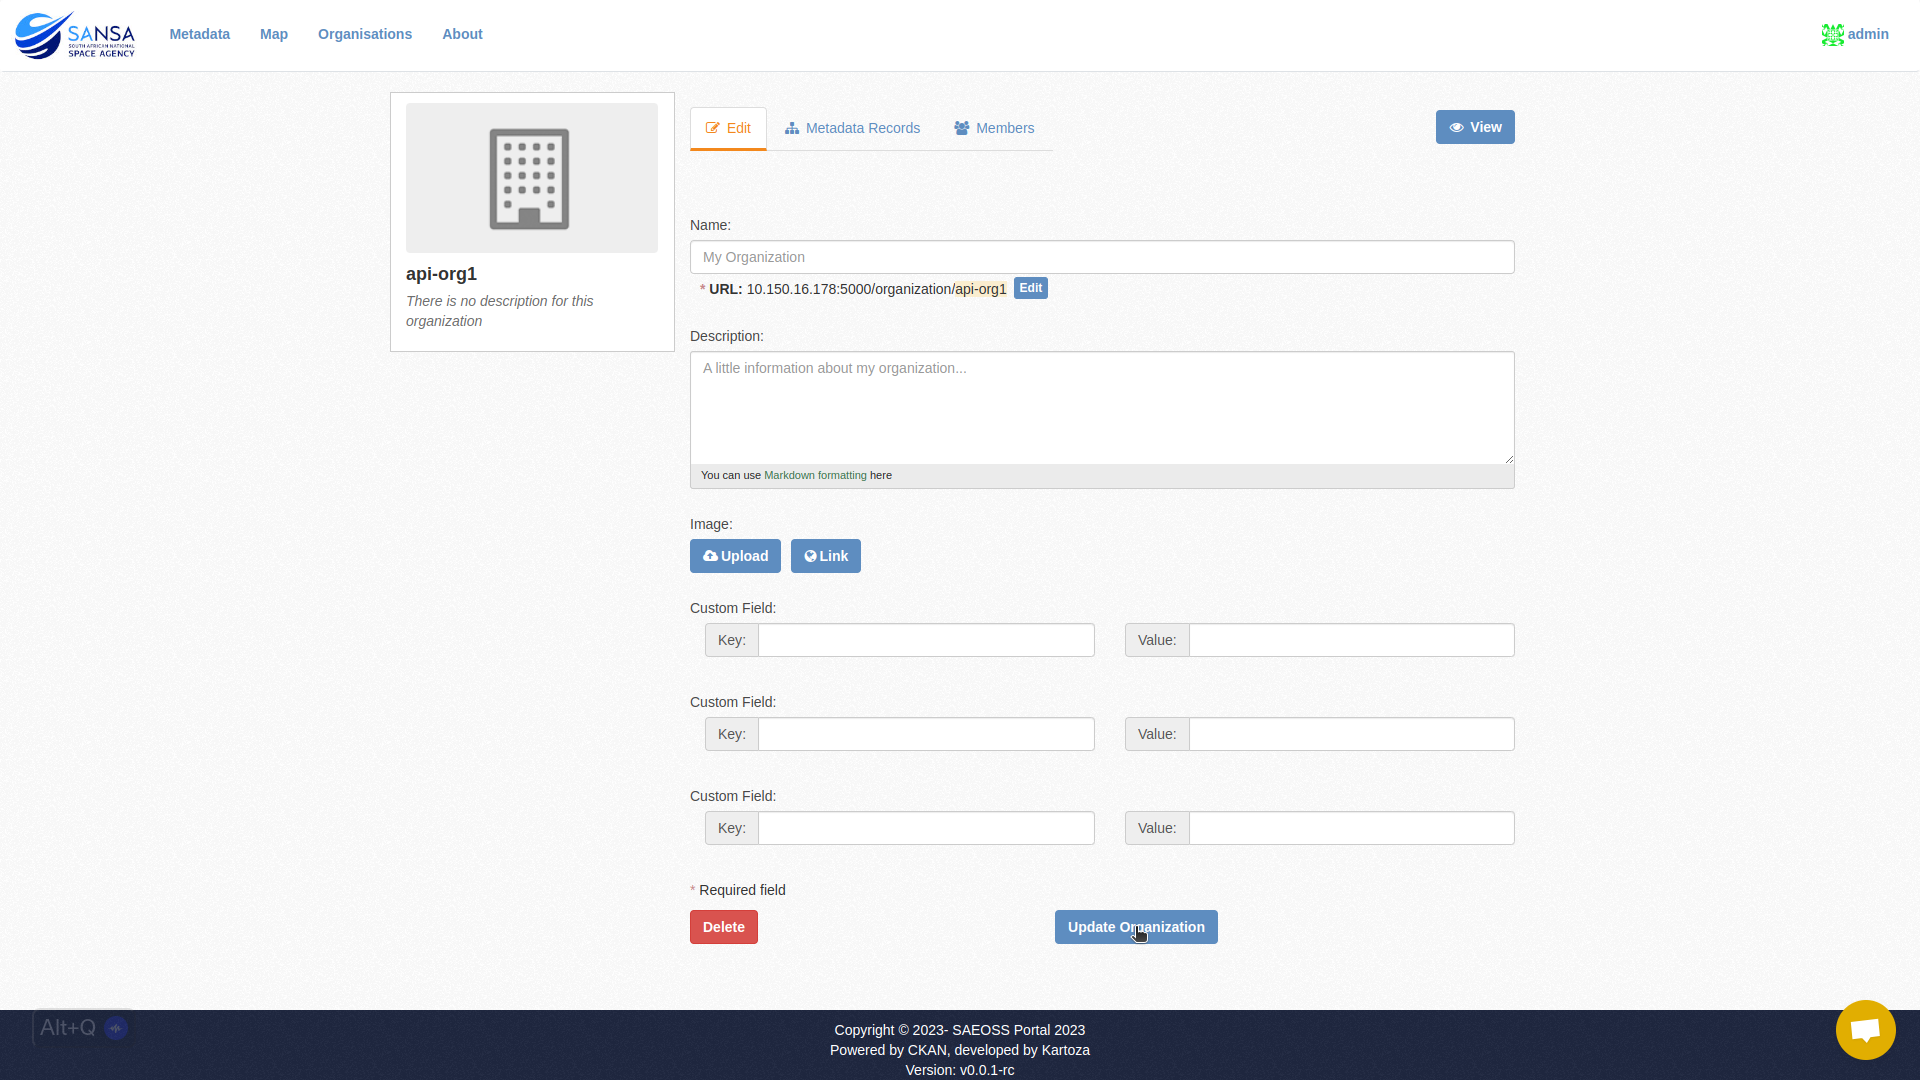 SANSA
SOUTH AFRICAN NATIONAL
SPACE AGENCY
Metadata
Map
Organisations
About
admin
Edit
Metadata Records
Members
View
api-org1
There is no description for this
organization
Name:
My Organization
* URL: 10.150.16.178:5000/organization/api-org1 Edit
Description:
A little information about my organization...
You can use Markdown formatting here
Image:
Upload
Link
Custom Field:
Key:
Value:
Custom Field:
Key:
Value:
Custom Field:
Key:
Value:
* Required field
Delete
Update Organization
Alt+Q
Copyright © 2023- SAEOSS Portal 2023
Powered by CKAN, developed by Kartoza
Version: v0.0.1-rc